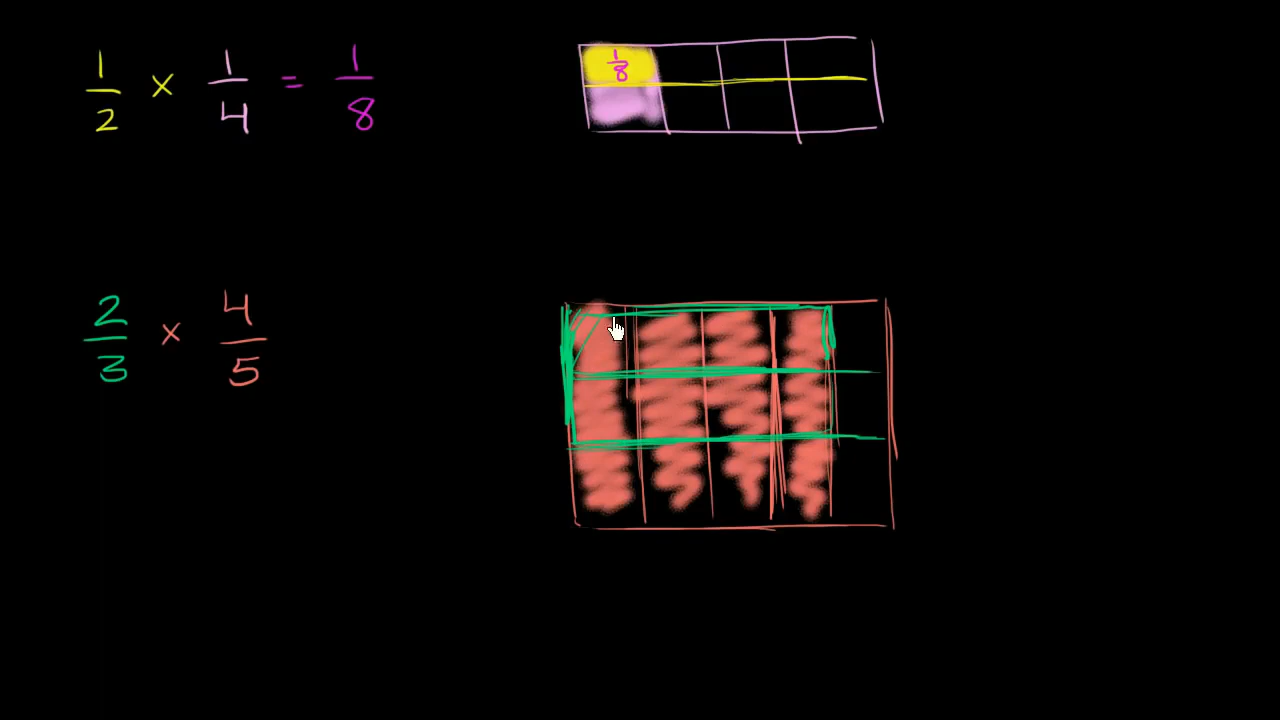 1/2 × 1/4 = 1/8
1/8
2/3 × 4/5